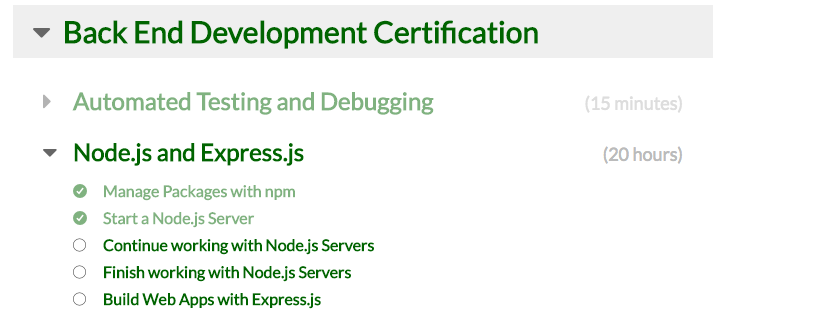 Back End Development Certification
Automated Testing and Debugging (15 minutes)
Node.js and Express.js (20 hours)
Manage Packages with npm
Start a Node.js Server
Continue working with Node.js Servers
Finish working with Node.js Servers
Build Web Apps with Express.js